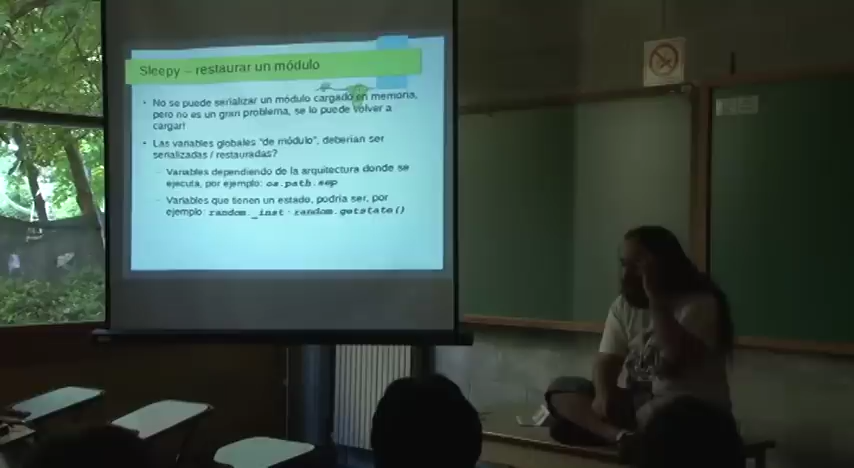 Sleepy – restaurar un módulo
• No se puede serializar un módulo cargado en memoria,
pero no es un gran problema, se lo puede volver a
cargar!
• Las variables globales "de módulo", deberían ser
serializadas / restauradas?
– Variables dependiendo de la arquitectura donde se
ejecuta, por ejemplo: os.path.sep
– Variables que tienen un estado, podría ser, por
ejemplo: random._inst - random.getstate()